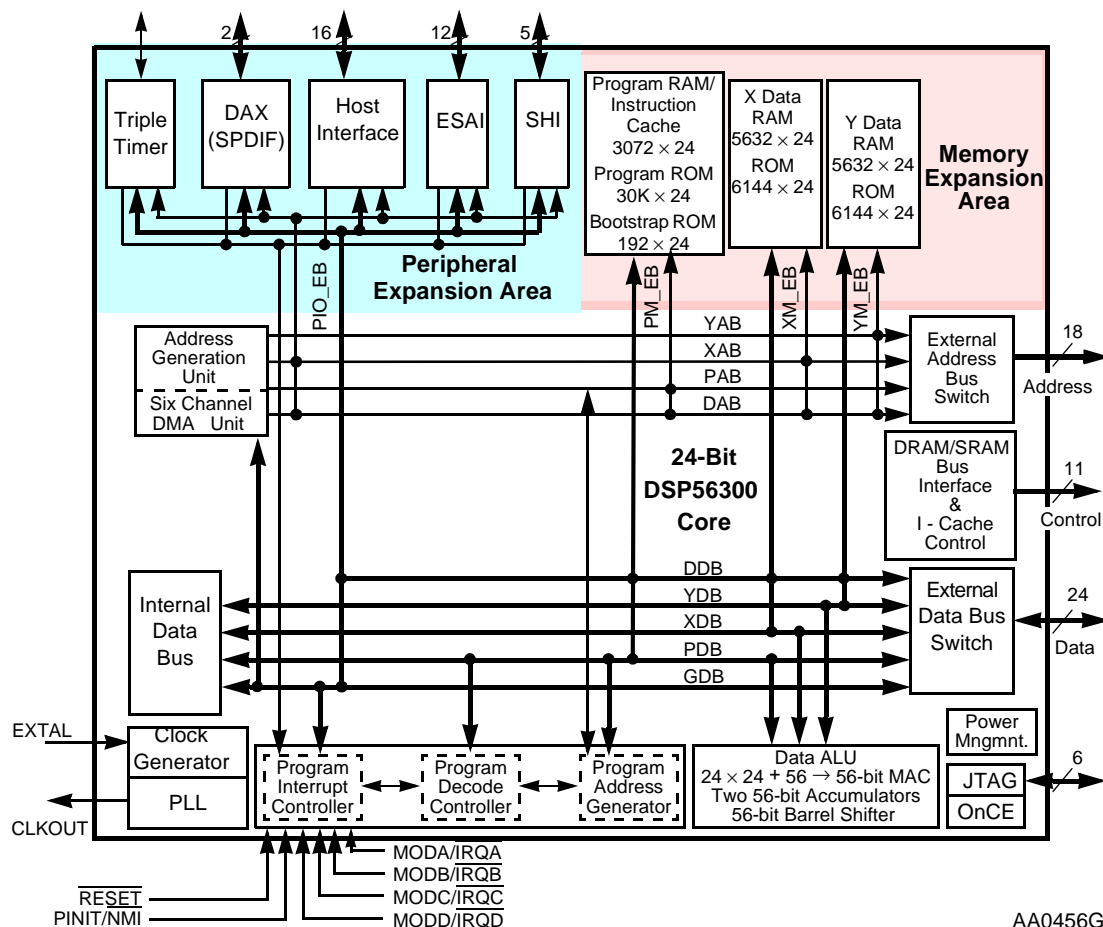 2
16
12
5
Triple
Timer
DAX
(SPDIF)
Host
Interface
ESAI
SHI
Program RAM/
Instruction
Cache
3072 × 24
Program ROM
30K × 24
Bootstrap ROM
192 × 24
X Data
RAM
5632 × 24
ROM
6144 × 24
Y Data
RAM
5632 × 24
ROM
6144 × 24
Memory
Expansion
Area
Peripheral
Expansion Area
PIO_EB
PM_EB
XM_EB
YM_EB
Address
Generation
Unit
Six Channel
DMA Unit
YAB
XAB
PAB
DAB
External
Address
Bus
Switch
18
Address
24-Bit
DSP56300
Core
DRAM/SRAM
Bus
Interface
&
I - Cache
Control
11
Control
Internal
Data
Bus
DDB
YDB
XDB
PDB
GDB
External
Data Bus
Switch
24
Data
EXTAL
Clock
Generator
PLL
CLKOUT
Program
Interrupt
Controller
Program
Decode
Controller
Program
Address
Generator
Data ALU
24 × 24 + 56 → 56-bit MAC
Two 56-bit Accumulators
56-bit Barrel Shifter
Power
Mngmnt.
JTAG
OnCE
6
MODA/IRQA
MODB/IRQB
MODC/IRQC
MODD/IRQD
RESET
PINIT/NMI
AA0456G